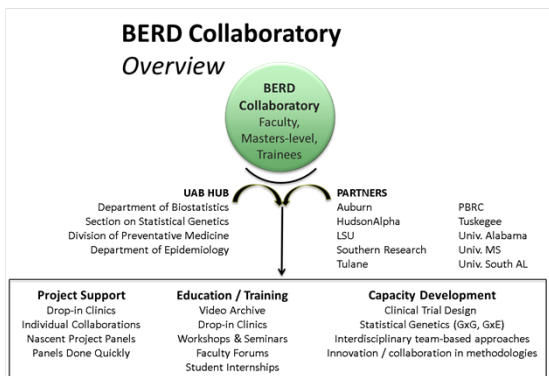 BERD Collaboratory
Overview
BERD
Collaboratory
Faculty,
Masters-level,
Trainees
UAB HUB
Department of Biostatistics
Section on Statistical Genetics
Division of Preventative Medicine
Department of Epidemiology
PARTNERS
Auburn
HudsonAlpha
LSU
Southern Research
Tulane
PBRC
Tuskegee
Univ. Alabama
Univ. MS
Univ. South AL
Project Support
Drop-in Clinics
Individual Collaborations
Nascent Project Panels
Panels Done Quickly
Education / Training
Video Archive
Drop-in Clinics
Workshops & Seminars
Faculty Forums
Student Internships
Capacity Development
Clinical Trial Design
Statistical Genetics (GxG, GxE)
Interdisciplinary team-based approaches
Innovation / collaboration in methodologies